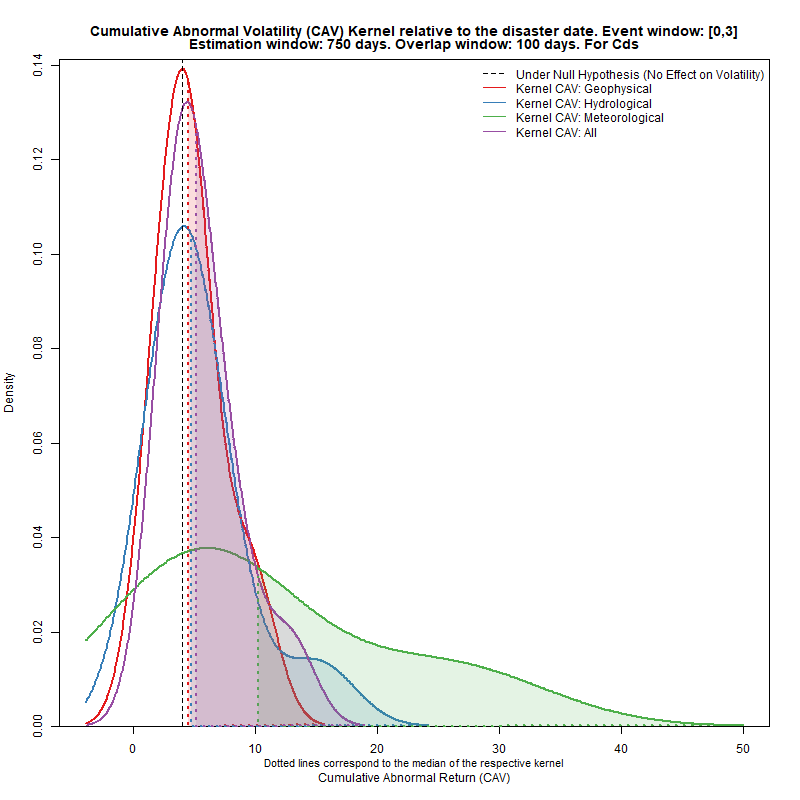 Cumulative Abnormal Volatility (CAV) Kernel relative to the disaster date. Event window: [0,3]
Estimation window: 750 days. Overlap window: 100 days. For Cds
Under Null Hypothesis (No Effect on Volatility)
Kernel CAV: Geophysical
Kernel CAV: Hydrological
Kernel CAV: Meteorological
Kernel CAV: All
Density
0.14
0.12
0.10
0.08
0.06
0.04
0.02
0.00
0 10 20 30 40 50
Dotted lines correspond to the median of the respective kernel
Cumulative Abnormal Return (CAV)